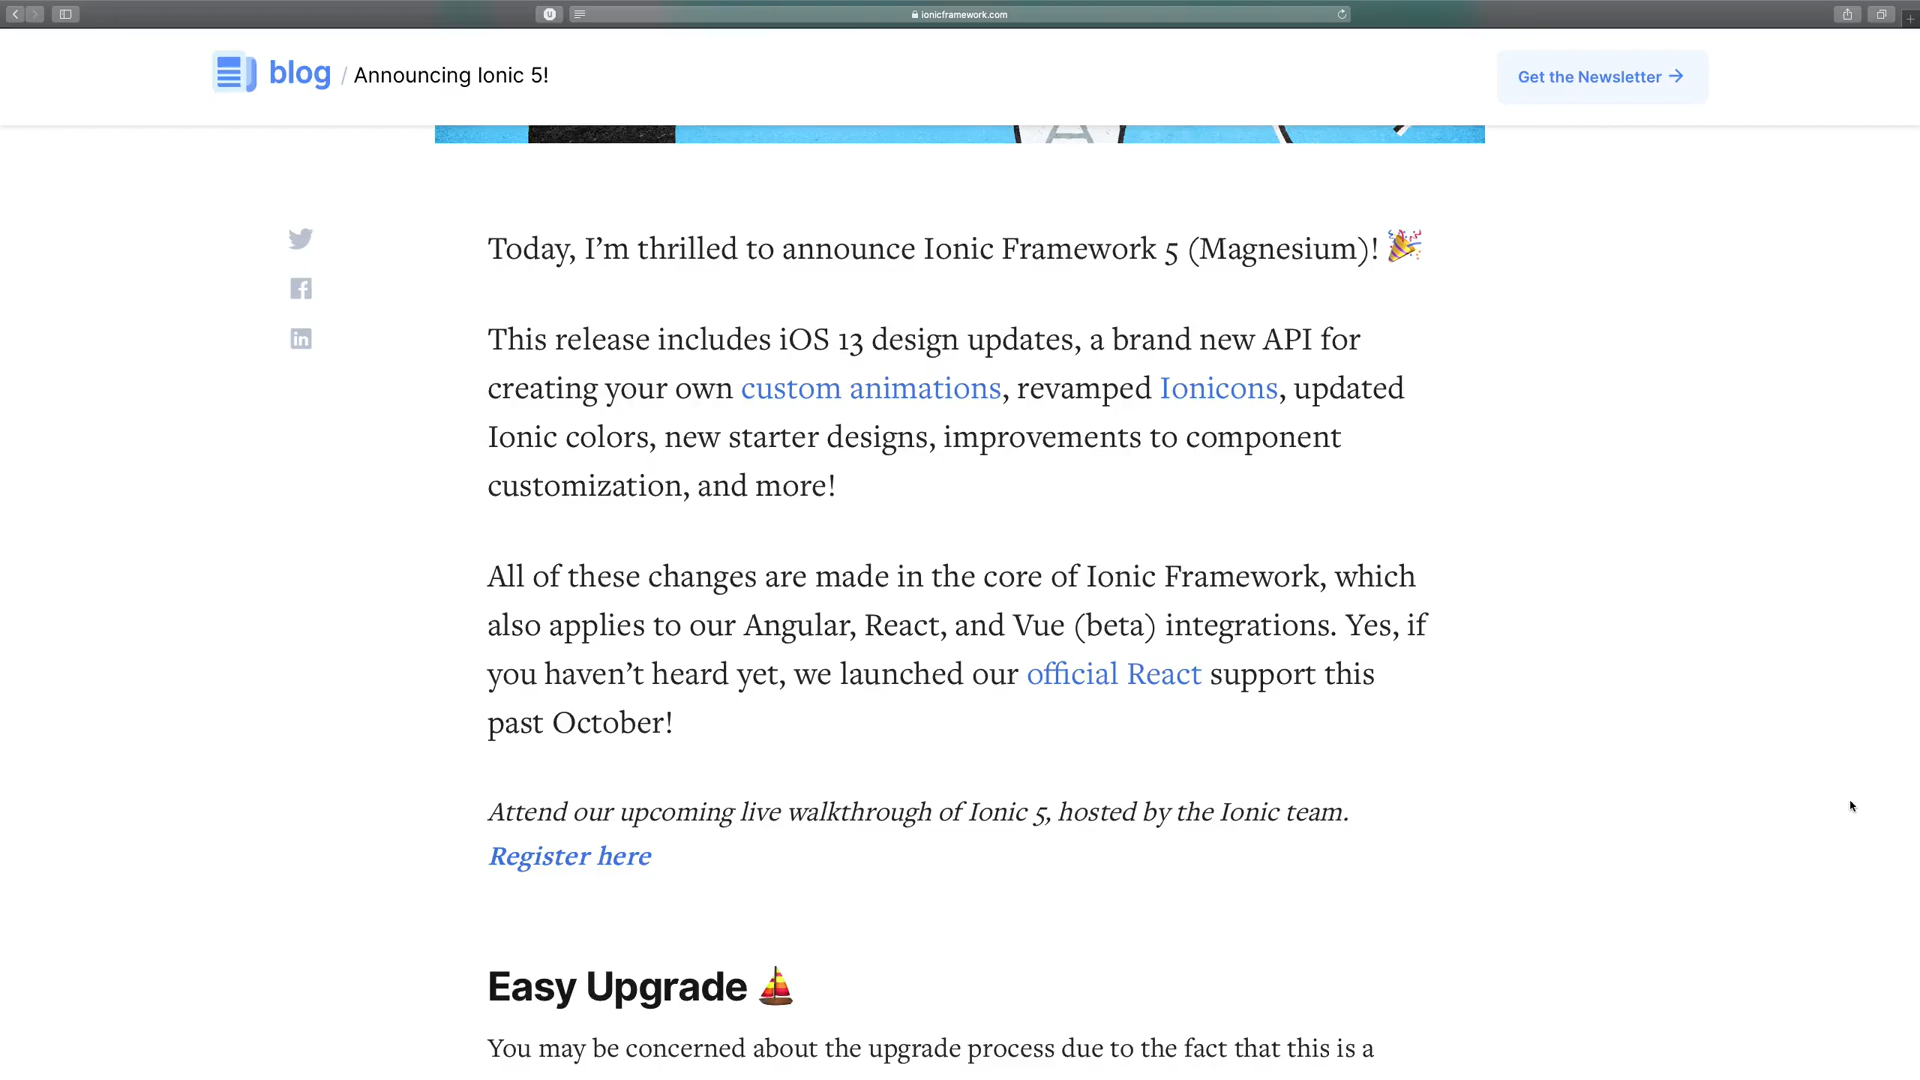 ionicframework.com
blog / Announcing Ionic 5!
Get the Newsletter →
Today, I’m thrilled to announce Ionic Framework 5 (Magnesium)! 🎉
This release includes iOS 13 design updates, a brand new API for
creating your own custom animations, revamped Ionicons, updated
Ionic colors, new starter designs, improvements to component
customization, and more!
All of these changes are made in the core of Ionic Framework, which
also applies to our Angular, React, and Vue (beta) integrations. Yes, if
you haven’t heard yet, we launched our official React support this
past October!
Attend our upcoming live walkthrough of Ionic 5, hosted by the Ionic team.
Register here
Easy Upgrade ⛵
You may be concerned about the upgrade process due to the fact that this is a